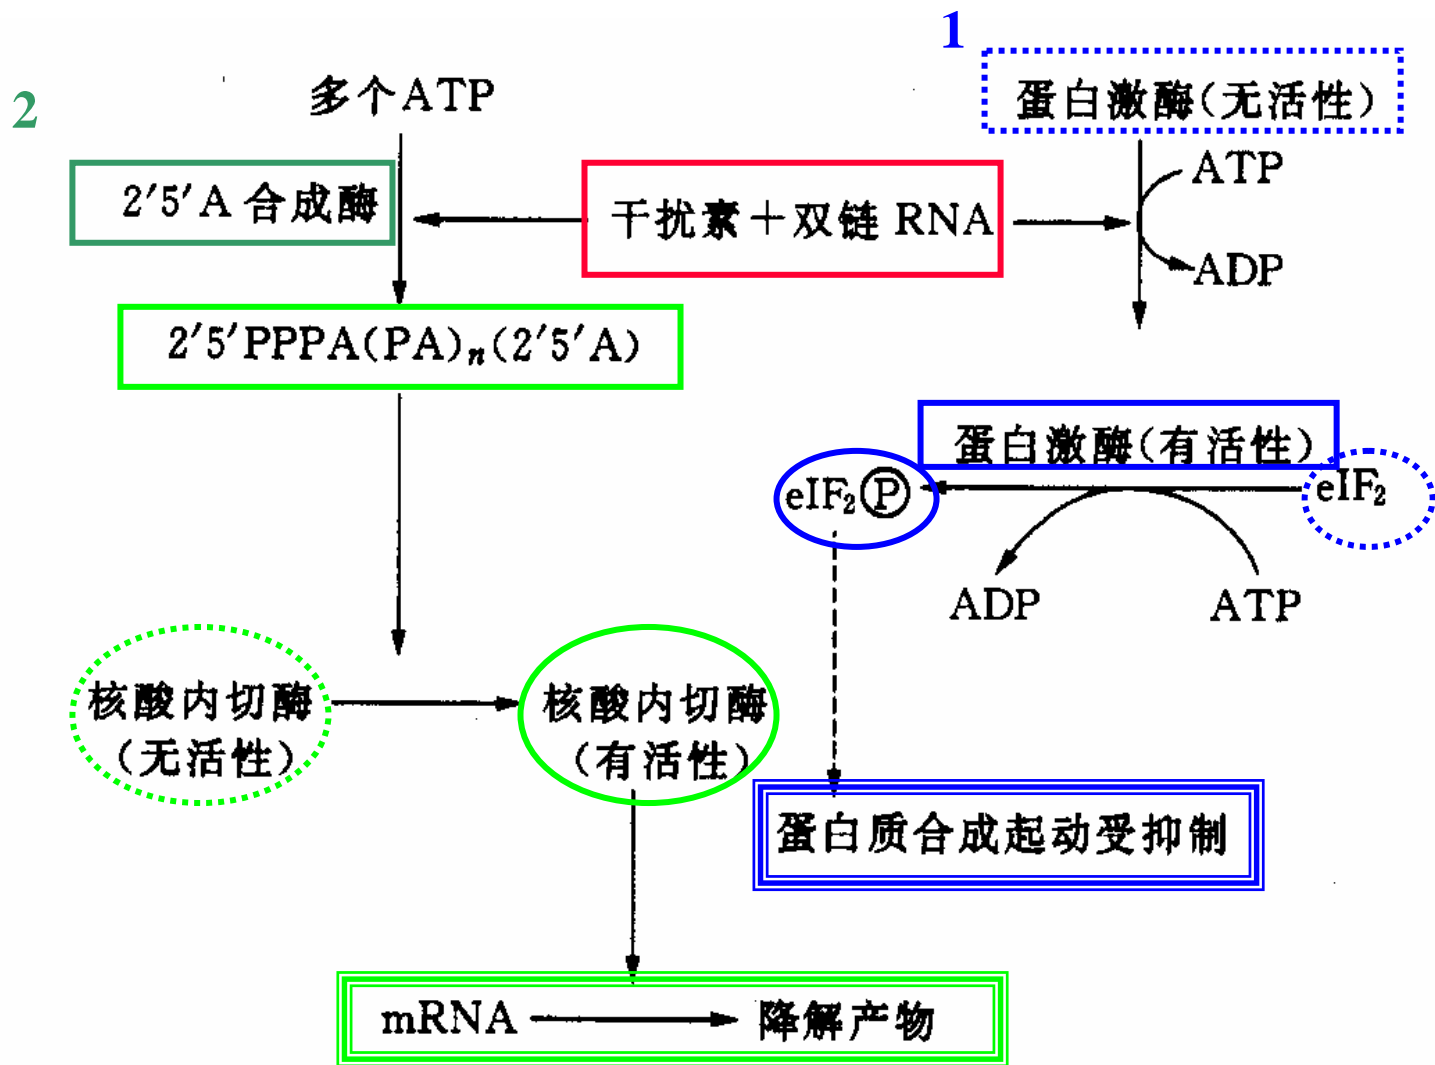 1
2
多个ATP
蛋白激酶(无活性)
ATP
2′5′A合成酶
干扰素+双链RNA
ADP
2′5′PPPA(PA)n(2′5′A)
蛋白激酶(有活性)
eIF2Ⓟ
eIF2
ADP
ATP
核酸内切酶
(无活性)
核酸内切酶
(有活性)
蛋白质合成起动受抑制
mRNA
降解产物